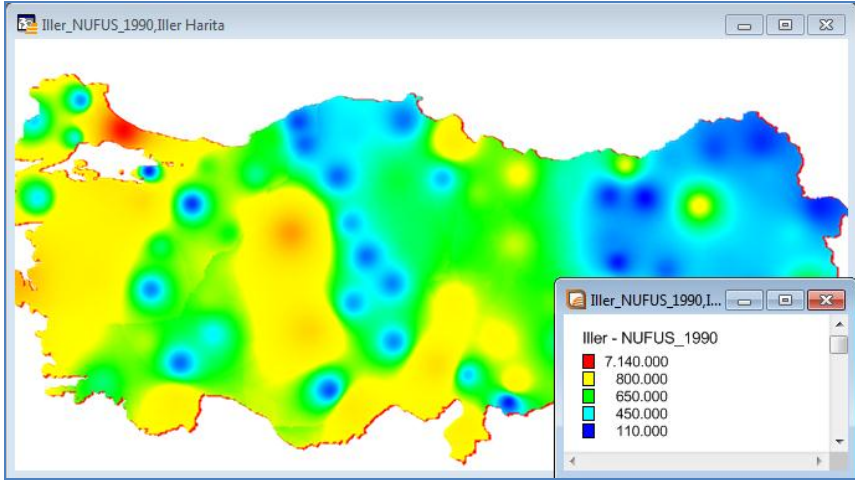 Iller_NUFUS_1990,Iller Harita
Iller_NUFUS_1990,I...
Iller - NUFUS_1990
7.140.000
800.000
650.000
450.000
110.000